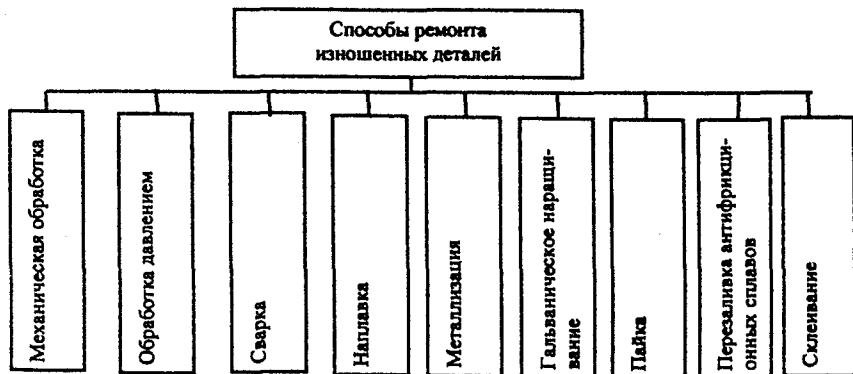 Способы ремонта
изношенных деталей
Механическая обработка
Обработка давлением
Сварка
Наплавка
Металлизация
Гальваническое наращи-
вание
Пайка
Перезаливка антифрикци-
онных сплавов
Склеивание